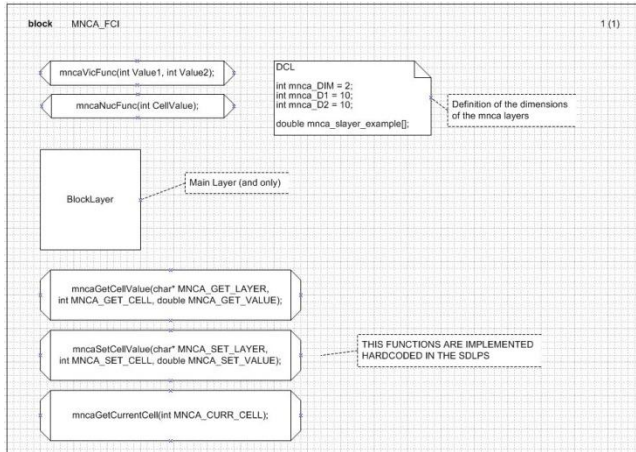 block MNCA_FCI 1 (1)
mncaVicFunc(int Value1, int Value2);
mncaNucFunc(int CellValue);
DCL
int mnca_DIM = 2;
int mnca_D1 = 10;
int mnca_D2 = 10;
double mnca_slayer_example[];
Definition of the dimensions
of the mnca layers
BlockLayer
Main Layer (and only)
mncaGetCellValue(char* MNCA_GET_LAYER,
int MNCA_GET_CELL, double MNCA_GET_VALUE);
mncaSetCellValue(char* MNCA_SET_LAYER,
int MNCA_SET_CELL, double MNCA_SET_VALUE);
THIS FUNCTIONS ARE IMPLEMENTED
HARDCODED IN THE SDLPS
mncaGetCurrentCell(int MNCA_CURR_CELL);